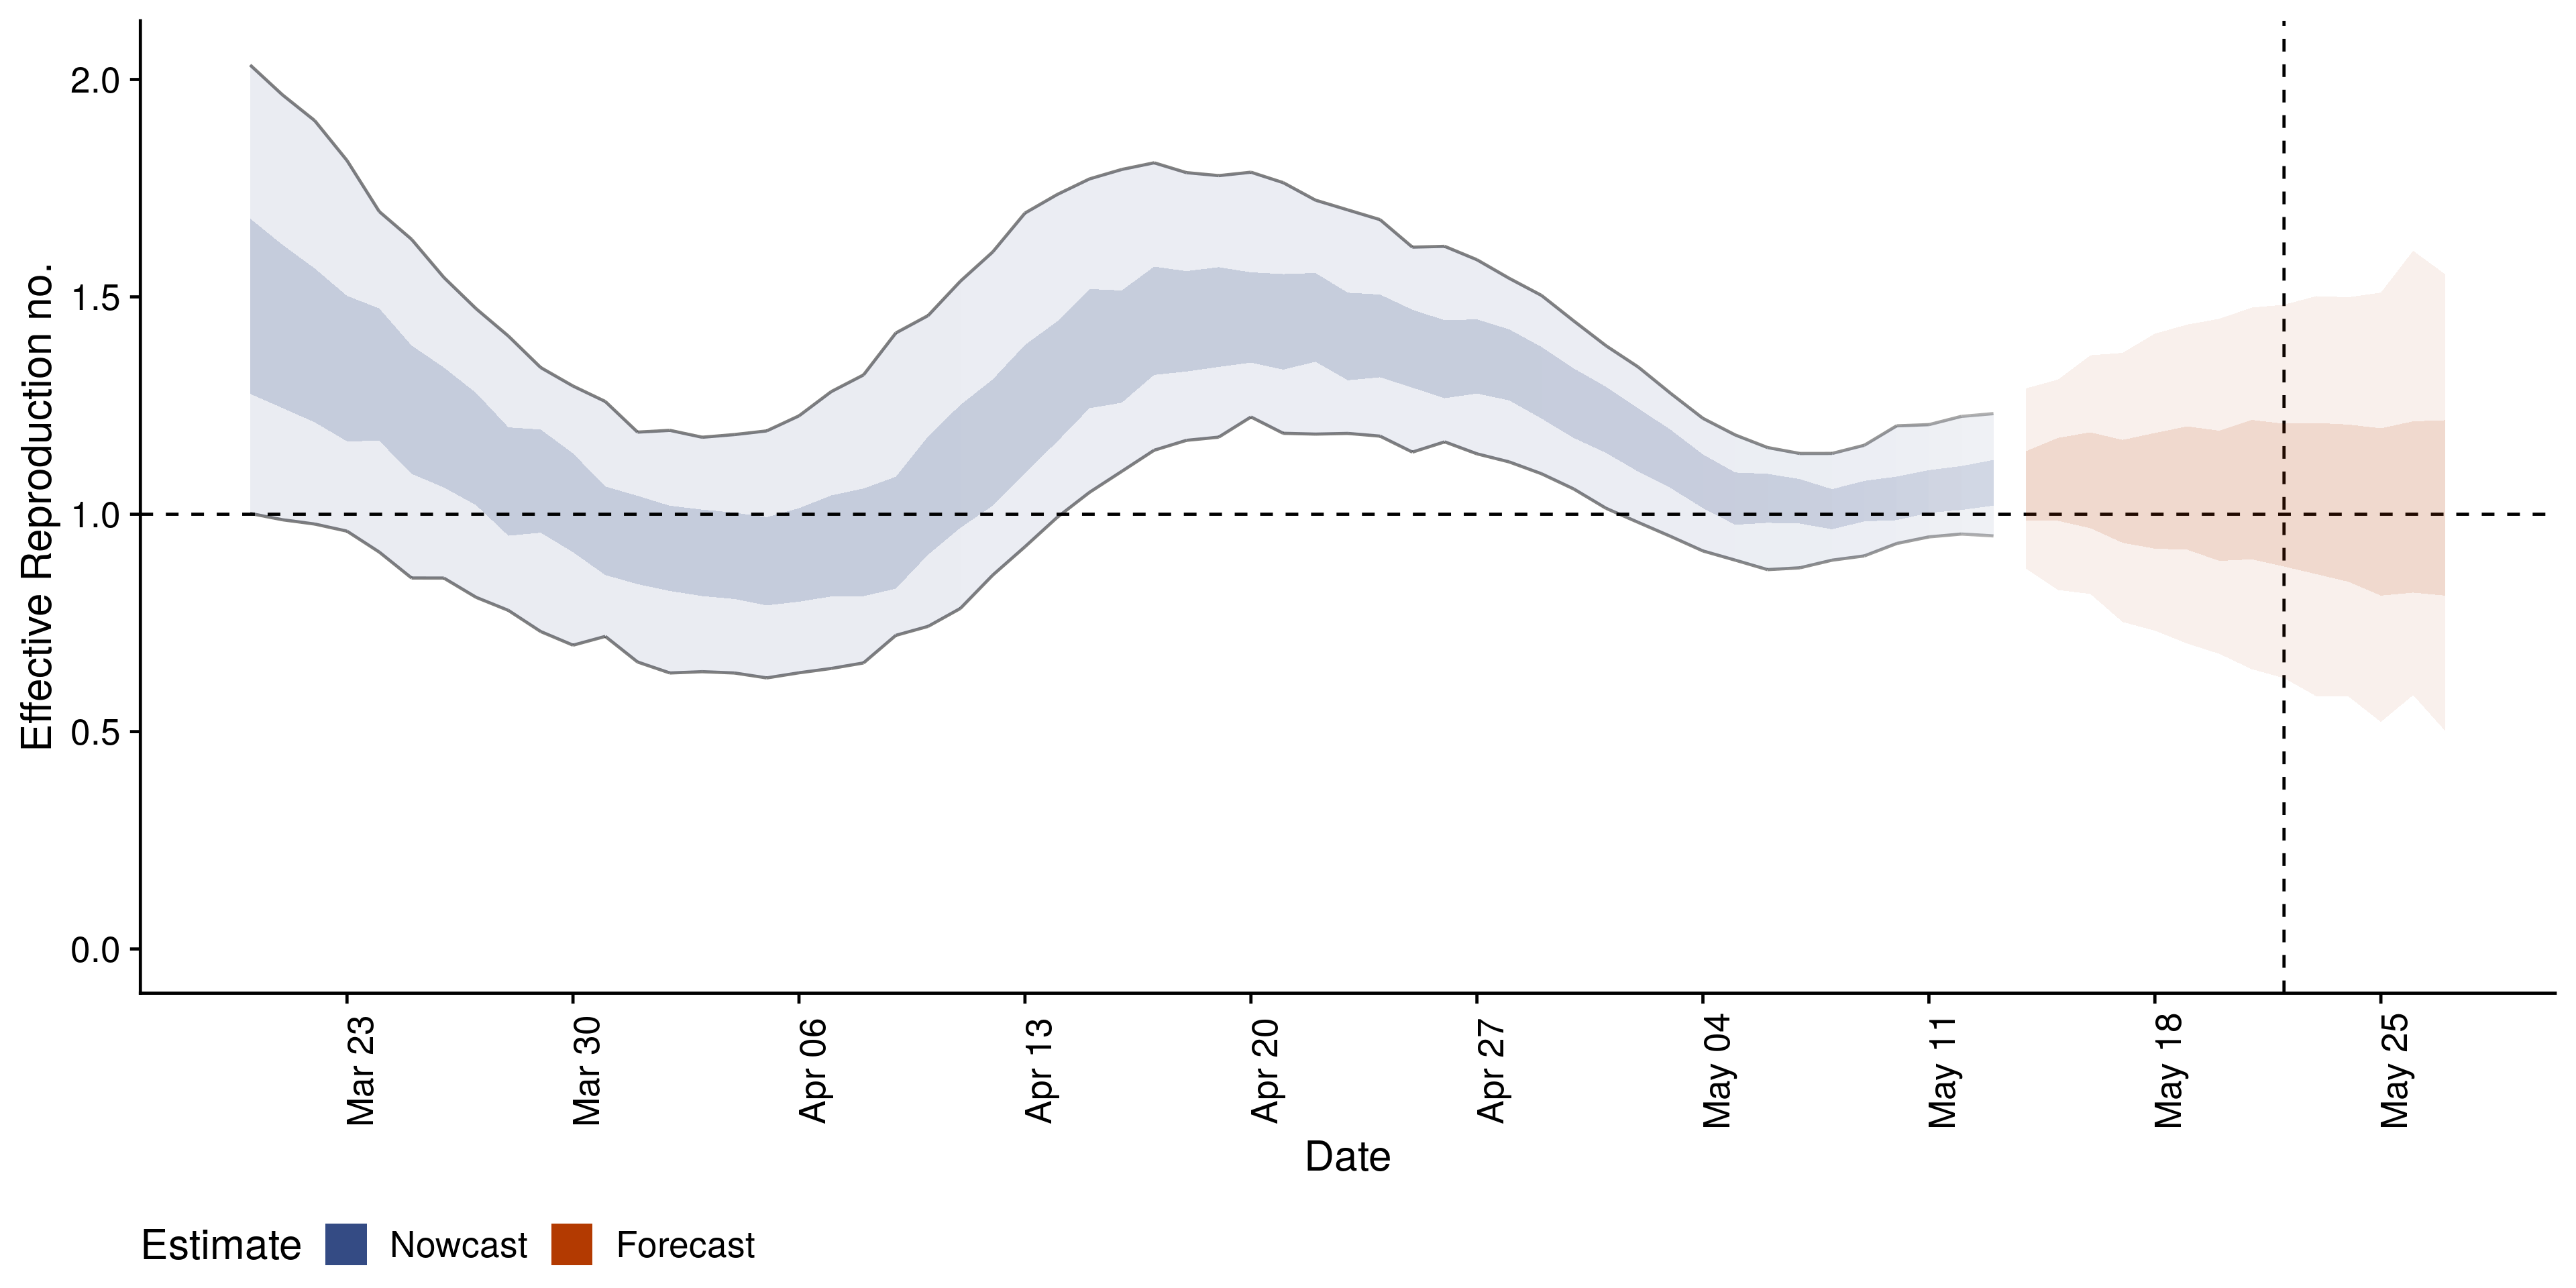 Effective Reproduction no.
2.0
1.5
1.0
0.5
0.0
Mar 23
Mar 30
Apr 06
Apr 13
Apr 20
Apr 27
May 04
May 11
May 18
May 25
Date
Estimate Nowcast Forecast